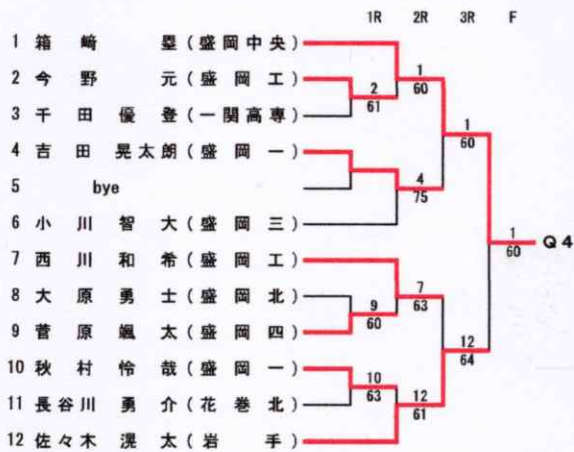 1R 2R 3R F
1 箱﨑 塁 (盛岡中央)
2 今野 元 (盛岡工)
3 千田優登 (一関高専)
4 吉田晃太朗 (盛岡一)
5 bye
6 小川智大 (盛岡三)
7 西川和希 (盛岡工)
8 大原勇士 (盛岡北)
9 菅原颯太 (盛岡四)
10 秋村怜哉 (盛岡一)
11 長谷川勇介 (花巻北)
12 佐々木滉太 (岩手)
2
61
9
60
10
63
1
60
4
75
7
63
12
61
1
60
12
64
1
60
Q4